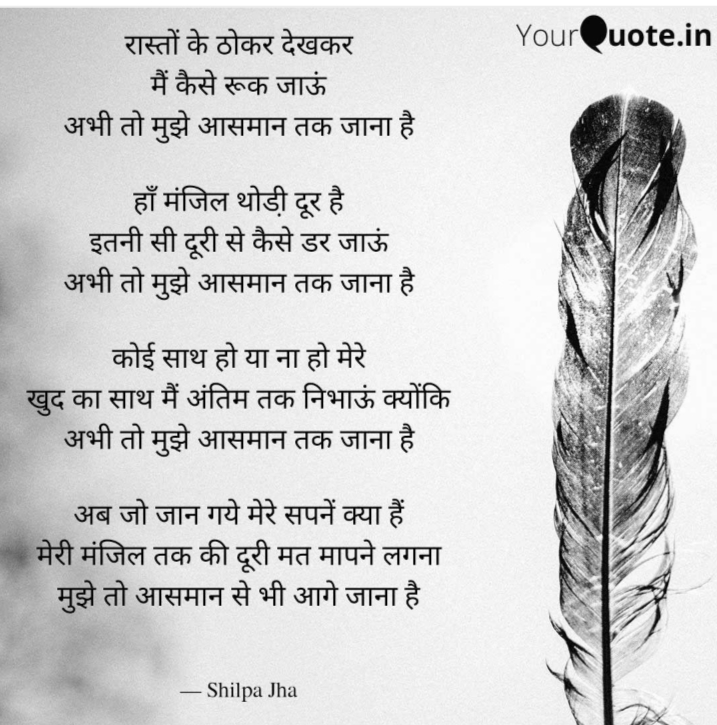 YourQuote.in
रास्तों के ठोकर देखकर
मैं कैसे रूक जाऊं
अभी तो मुझे आसमान तक जाना है
हाँ मंजिल थोडी़ दूर है
इतनी सी दूरी से कैसे डर जाऊं
अभी तो मुझे आसमान तक जाना है
कोई साथ हो या ना हो मेरे
खुद का साथ मैं अंतिम तक निभाऊं क्योंकि
अभी तो मुझे आसमान तक जाना है
अब जो जान गये मेरे सपनें क्या हैं
मेरी मंजिल तक की दूरी मत मापने लगना
मुझे तो आसमान से भी आगे जाना है
— Shilpa Jha